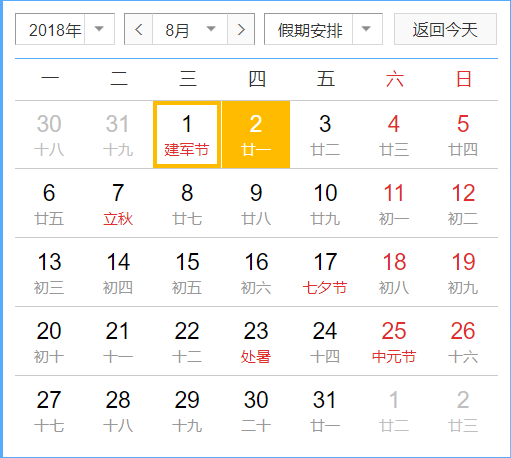 2018年 8月 假期安排 返回今天
一 二 三 四 五 六 日
30 31 1 2 3 4 5
十八 十九 建军节 廿一 廿二 廿三 廿四
6 7 8 9 10 11 12
廿五 立秋 廿七 廿八 廿九 初一 初二
13 14 15 16 17 18 19
初三 初四 初五 初六 七夕节 初八 初九
20 21 22 23 24 25 26
初十 十一 十二 处暑 十四 中元节 十六
27 28 29 30 31 1 2
十七 十八 十九 二十 廿一 廿二 廿三